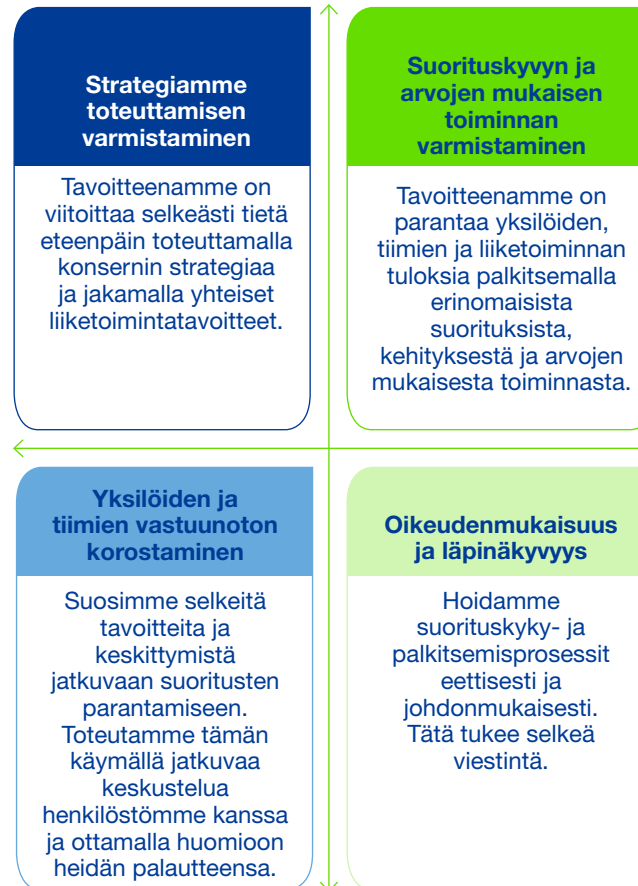 Strategiamme
toteuttamisen
varmistaminen
Tavoitteenamme on
viitoittaa selkeästi tietä
eteenpäin toteuttamalla
konsernin strategiaa
ja jakamalla yhteiset
liiketoimintatavoitteet.
Suorituskyvyn ja
arvojen mukaisen
toiminnan
varmistaminen
Tavoitteenamme on
parantaa yksilöiden,
tiimien ja liiketoiminnan
tuloksia palkitsemalla
erinomaisista
suorituksista,
kehityksestä ja arvojen
mukaisesta toiminnasta.
Yksilöiden ja
tiimien vastuunoton
korostaminen
Suosimme selkeitä
tavoitteita ja
keskittymistä
jatkuvaan suoritusten
parantamiseen.
Toteutamme tämän
käymällä jatkuvaa
keskustelua
henkilöstömme kanssa
ja ottamalla huomioon
heidän palautteensa.
Oikeudenmukaisuus
ja läpinäkyvyys
Hoidamme
suorituskyky- ja
palkitsemisprosessit
eettisesti ja
johdonmukaisesti.
Tätä tukee selkeä
viestintä.